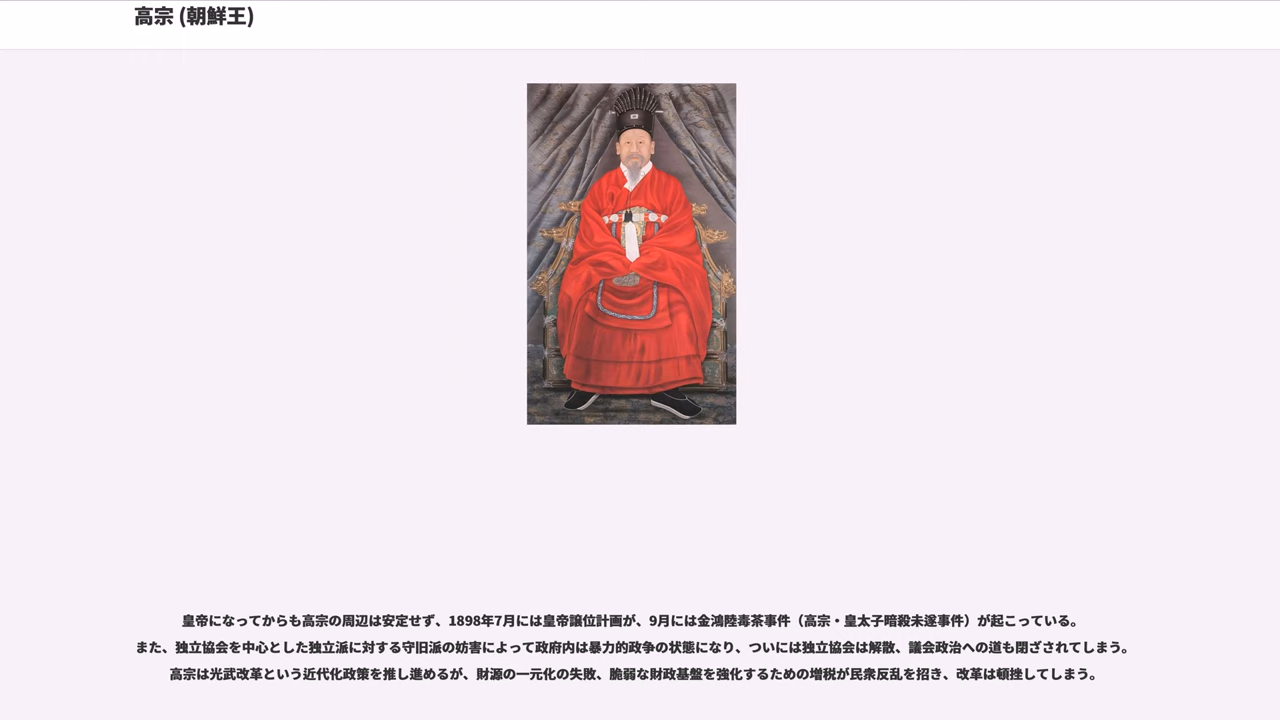 高宗 (朝鮮王)
皇帝になってからも高宗の周辺は安定せず、1898年7月には皇帝譲位計画が、9月には金鴻陸毒茶事件（高宗・皇太子暗殺未遂事件）が起こっている。
また、独立協会を中心とした独立派に対する守旧派の妨害によって政府内は暴力的政争の状態になり、ついには独立協会は解散、議会政治への道も閉ざされてしまう。
高宗は光武改革という近代化政策を推し進めるが、財源の一元化の失敗、脆弱な財政基盤を強化するための増税が民衆反乱を招き、改革は頓挫してしまう。